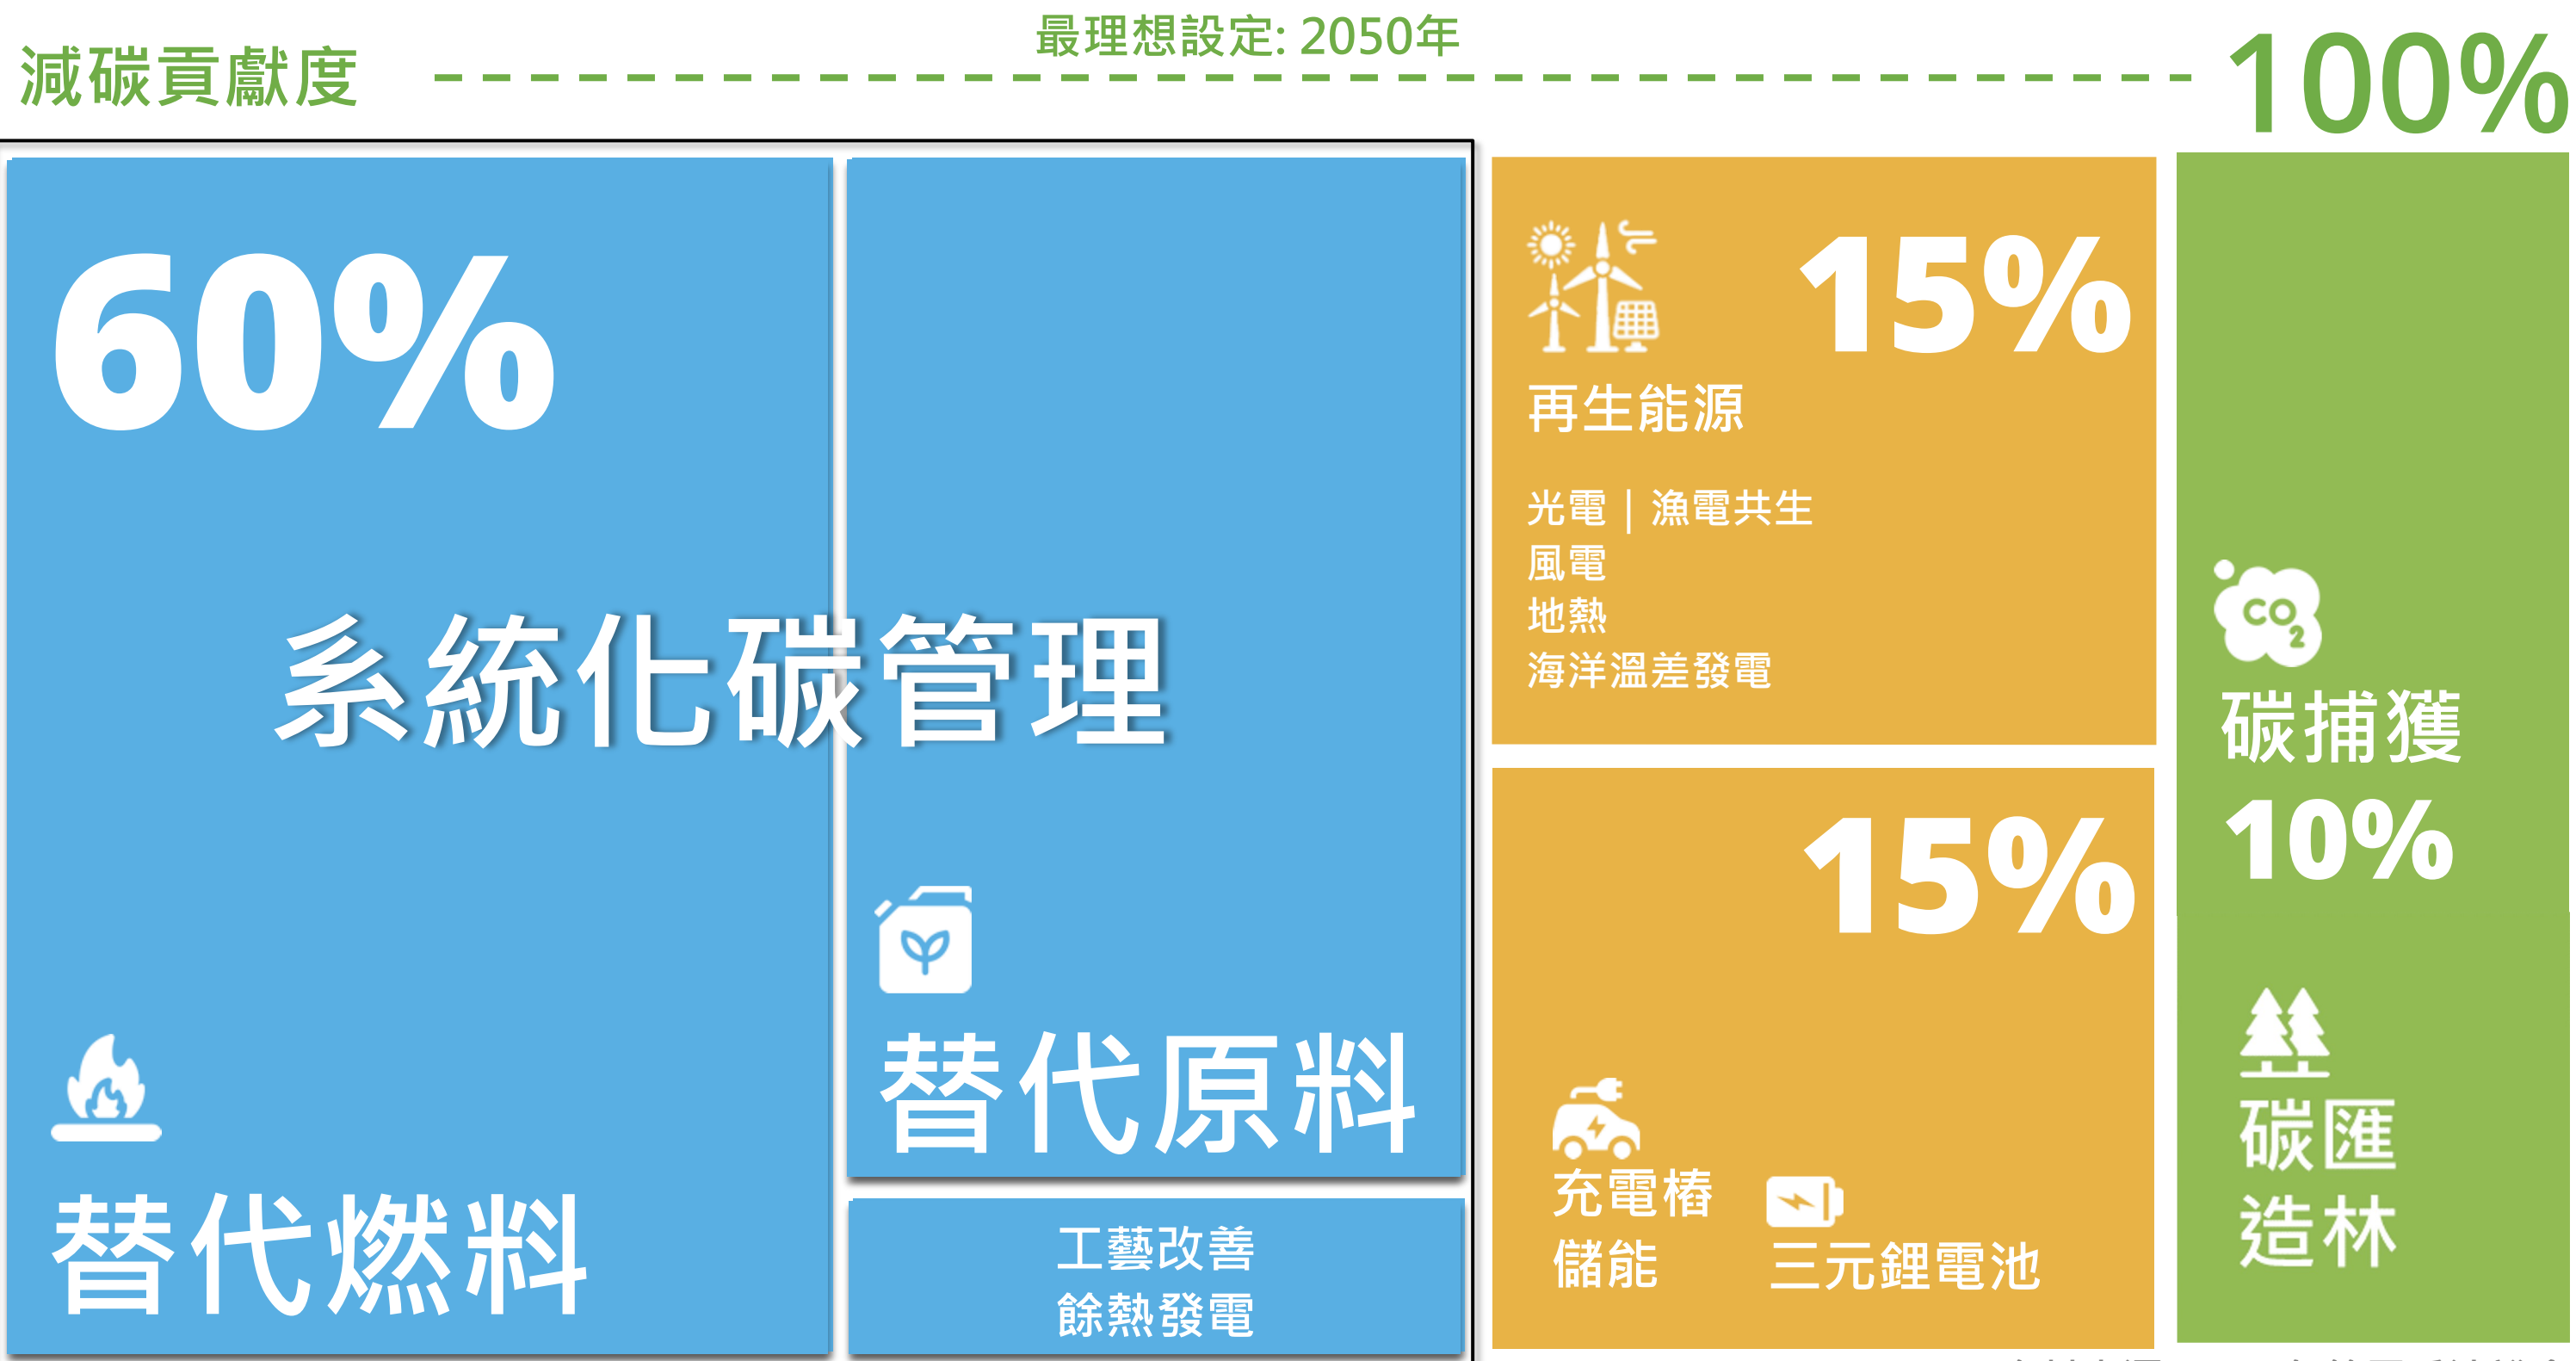 減碳貢獻度
最理想設定: 2050年
100%
60%
系統化碳管理
替代燃料
替代原料
工藝改善
餘熱發電
15%
再生能源
光電｜漁電共生
風電
地熱
海洋溫差發電
15%
充電樁
儲能
三元鋰電池
CO2
碳捕獲
10%
碳匯
造林